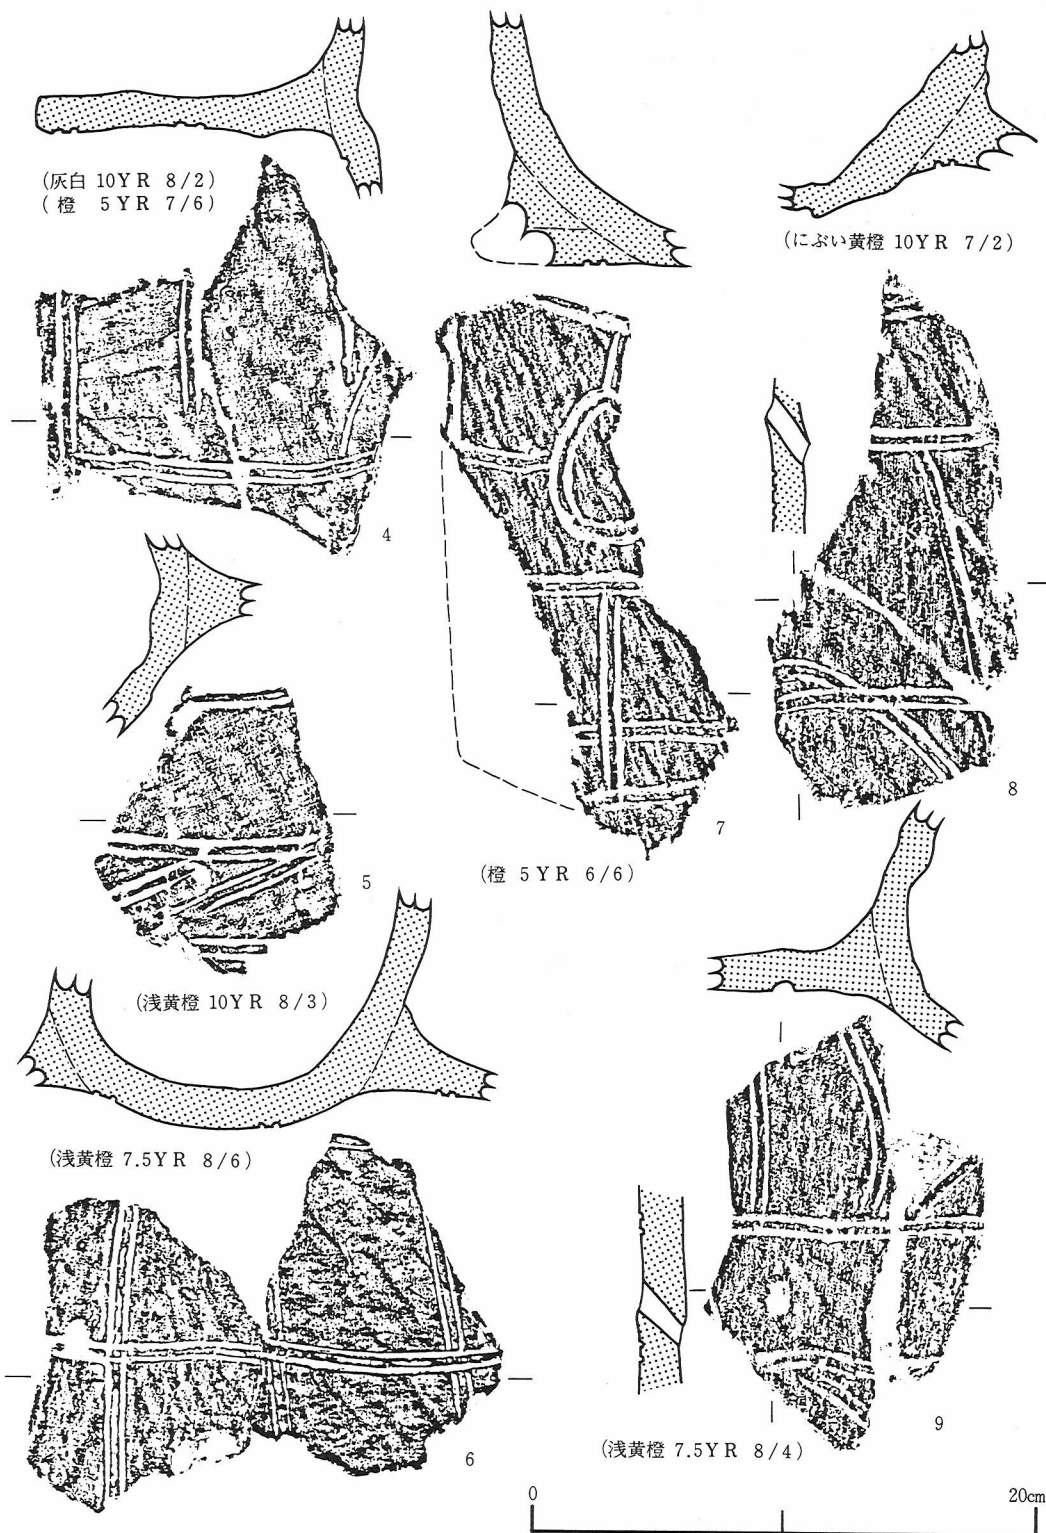 (灰白 10YR 8/2)
(橙 5YR 7/6)
(にぶい黄橙 10YR 7/2)
4
7
8
5
(橙 5YR 6/6)
(浅黄橙 10YR 8/3)
(浅黄橙 7.5YR 8/6)
6
9
(浅黄橙 7.5YR 8/4)
0 20cm